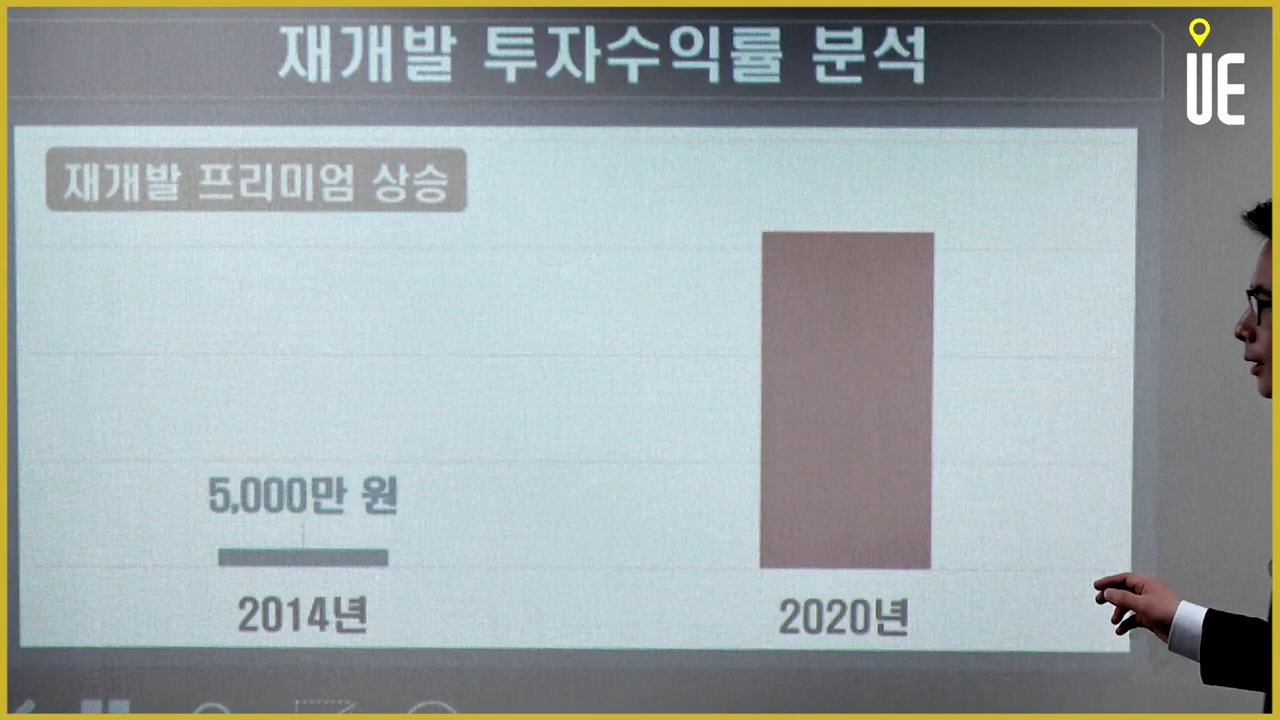 재개발 투자수익률 분석
UE
재개발 프리미엄 상승
5,000만 원
2014년
2020년